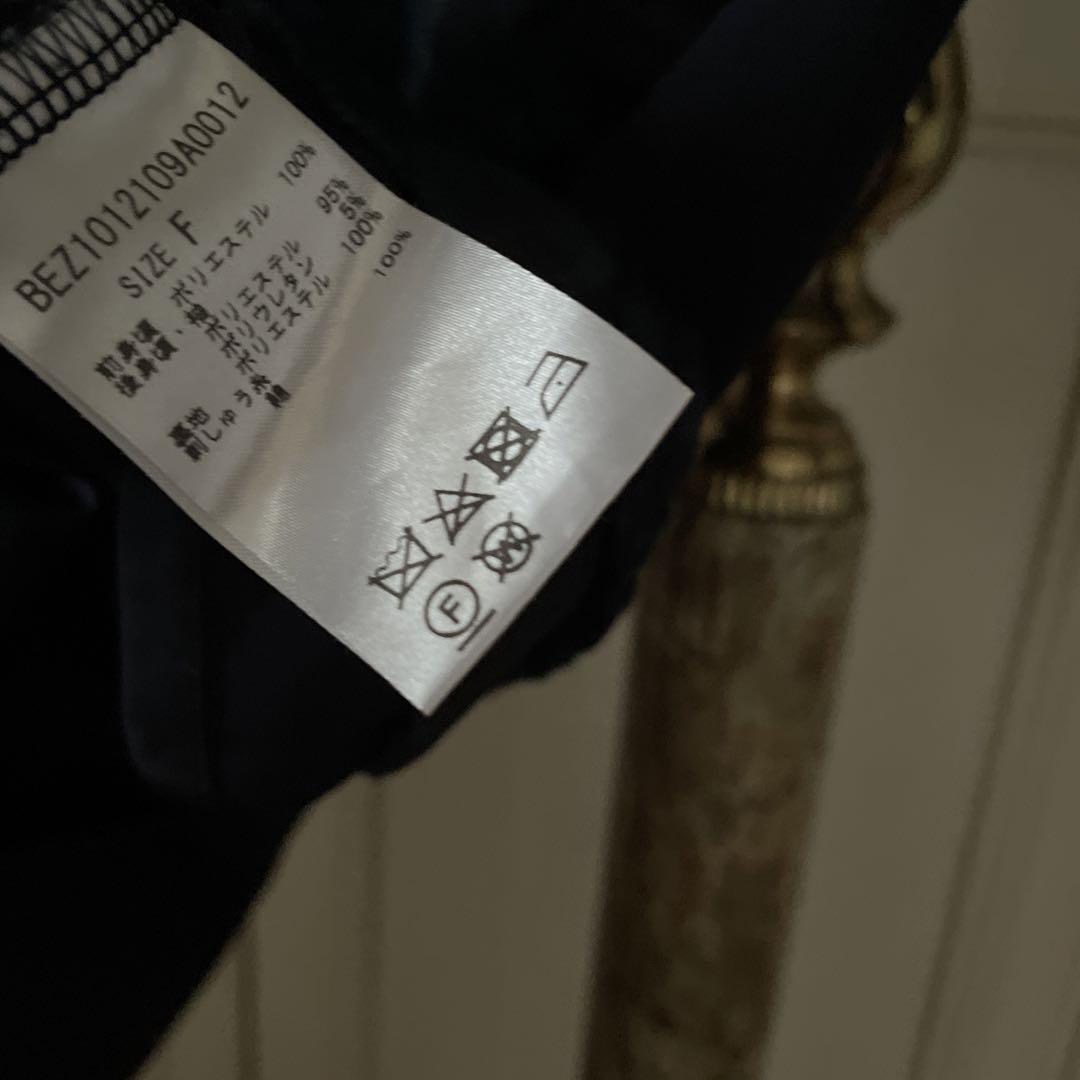 BEZ1012109A0012
SIZE F
前身頃 ポリエステル 100%
後身頃、袖 ポリエステル 95%
ポリウレタン 5%
裏地 ポリエステル 100%
刺しゅう糸 綿 100%
F
W